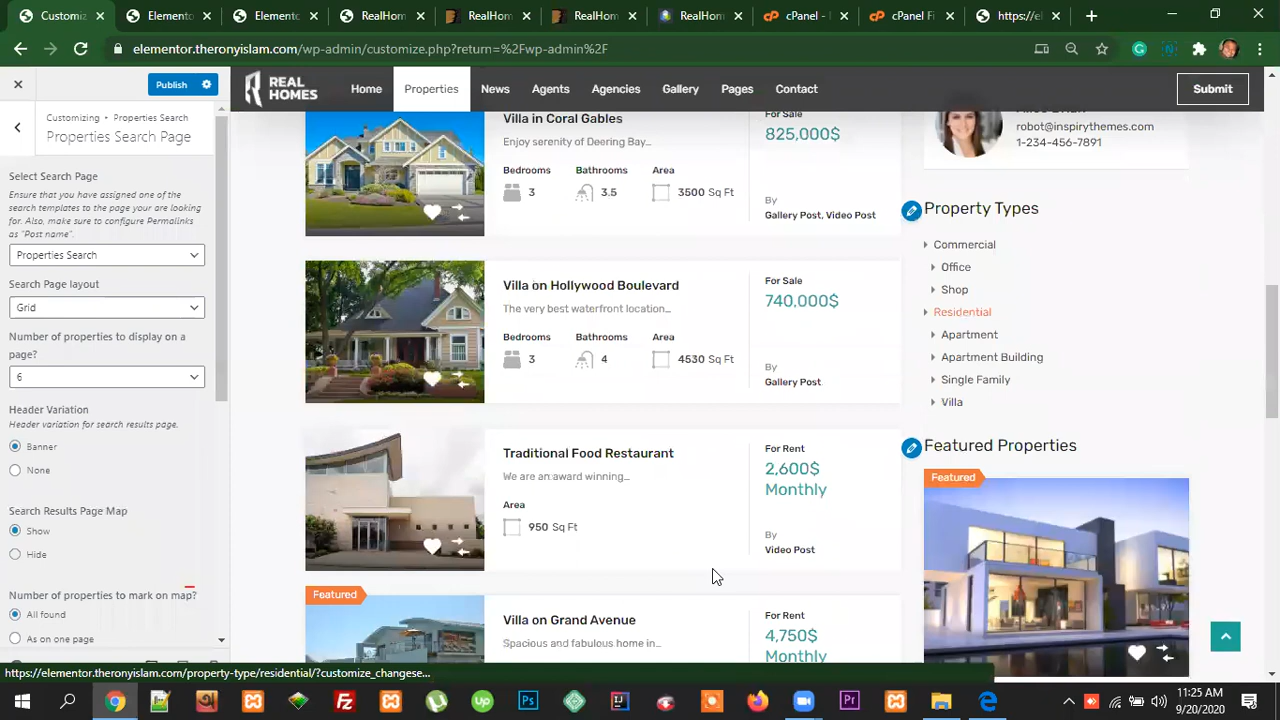 Elemento
Elemento
RealHom
RealHom
RealHom
RealHom
cPanel - I
cPanel Fi
https://el
elementor.theronyislam.com/wp-admin/customize.php?return=%2Fwp-admin%2F
Publish
REAL HOMES
Home
Properties
News
Agents
Agencies
Gallery
Pages
Contact
Submit
Customizing • Properties Search
Properties Search Page
Select Search Page
Ensure that you have assigned one of the
search templates to the page your are looking
for. Also, make sure to configure Permalinks
as "Post name".
Properties Search
Search Page layout
Grid
Number of properties to display on a
page?
6
Header Variation
Header variation for search results page.
Banner
None
Search Results Page Map
Show
Hide
Number of properties to mark on map?
All found
As on one page
Villa in Coral Gables
Enjoy serenity of Deering Bay...
Bedrooms
3
Bathrooms
3.5
Area
3500 Sq Ft
For Sale
825,000$
By
Gallery Post, Video Post
Villa on Hollywood Boulevard
The very best waterfront location...
Bedrooms
3
Bathrooms
4
Area
4530 Sq Ft
For Sale
740,000$
By
Gallery Post
Traditional Food Restaurant
We are an award winning...
Area
950 Sq Ft
For Rent
2,600$
Monthly
By
Video Post
Featured
Villa on Grand Avenue
Spacious and fabulous home in...
For Rent
4,750$
Monthly
robot@inspirythemes.com
1-234-456-7891
Property Types
Commercial
Office
Shop
Residential
Apartment
Apartment Building
Single Family
Villa
Featured Properties
Featured
https://elementor.theronyislam.com/property-type/residential/?customize_changese...
11:25 AM
9/20/2020